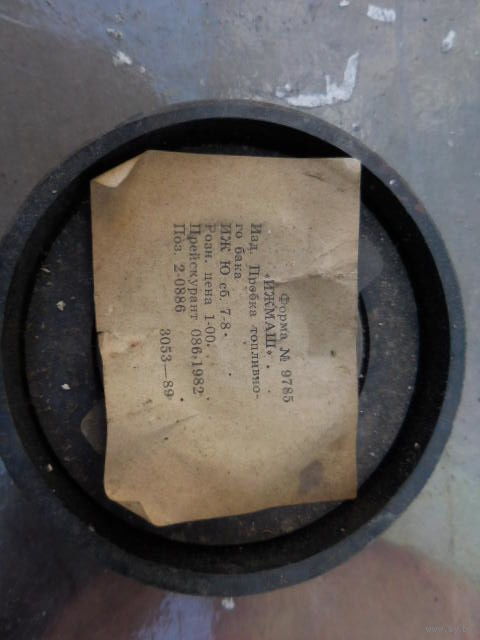 Форма № 9785
«ИЖМАШ»
Изд. Пробка топливно-
го бака
ИЖ Ю сб. 7-8
Розн. цена 1-00.
Прейскурант 086-1982
Поз. 2-0886
3053—89